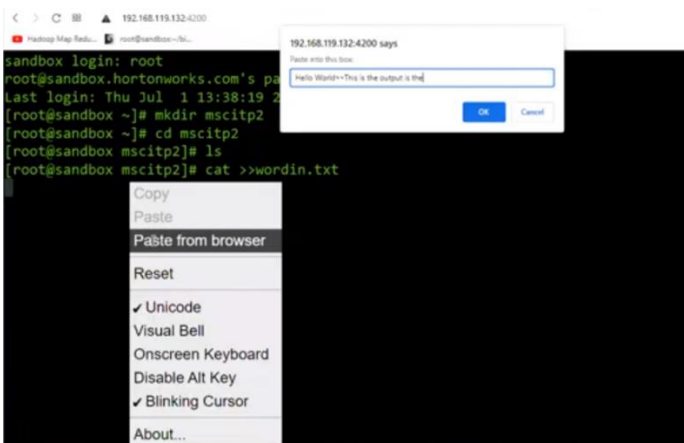 192.168.119.132:4200
Hadoop Map Redu...
root@sandbox:~/bi...
192.168.119.132:4200 says
Paste into this box:
Hello World~~This is the output is the
OK
Cancel
sandbox login: root
root@sandbox.hortonworks.com's pa
Last login: Thu Jul 1 13:38:19 2
[root@sandbox ~]# mkdir mscitp2
[root@sandbox ~]# cd mscitp2
[root@sandbox mscitp2]# ls
[root@sandbox mscitp2]# cat >>wordin.txt
Copy
Paste
Paste from browser
Reset
✓ Unicode
Visual Bell
Onscreen Keyboard
Disable Alt Key
✓ Blinking Cursor
About...